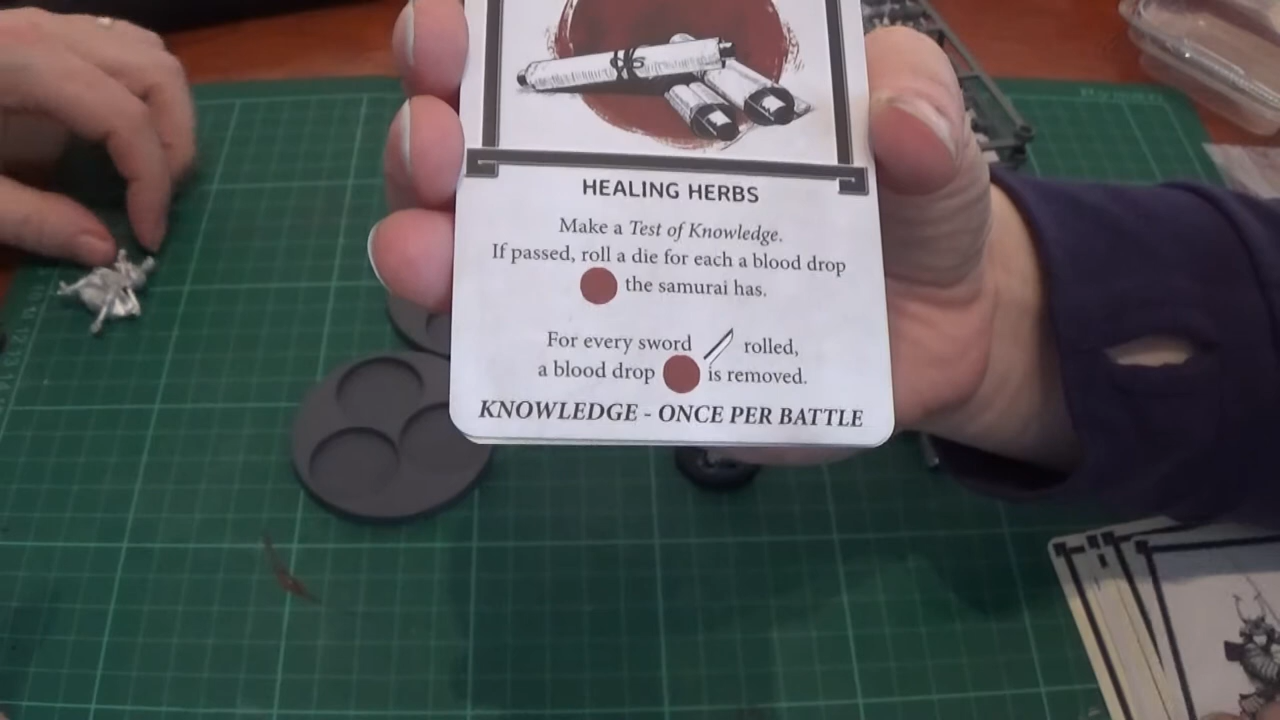 HEALING HERBS
Make a Test of Knowledge.
If passed, roll a die for each a blood drop
the samurai has.
For every sword rolled,
a blood drop is removed.
KNOWLEDGE - ONCE PER BATTLE